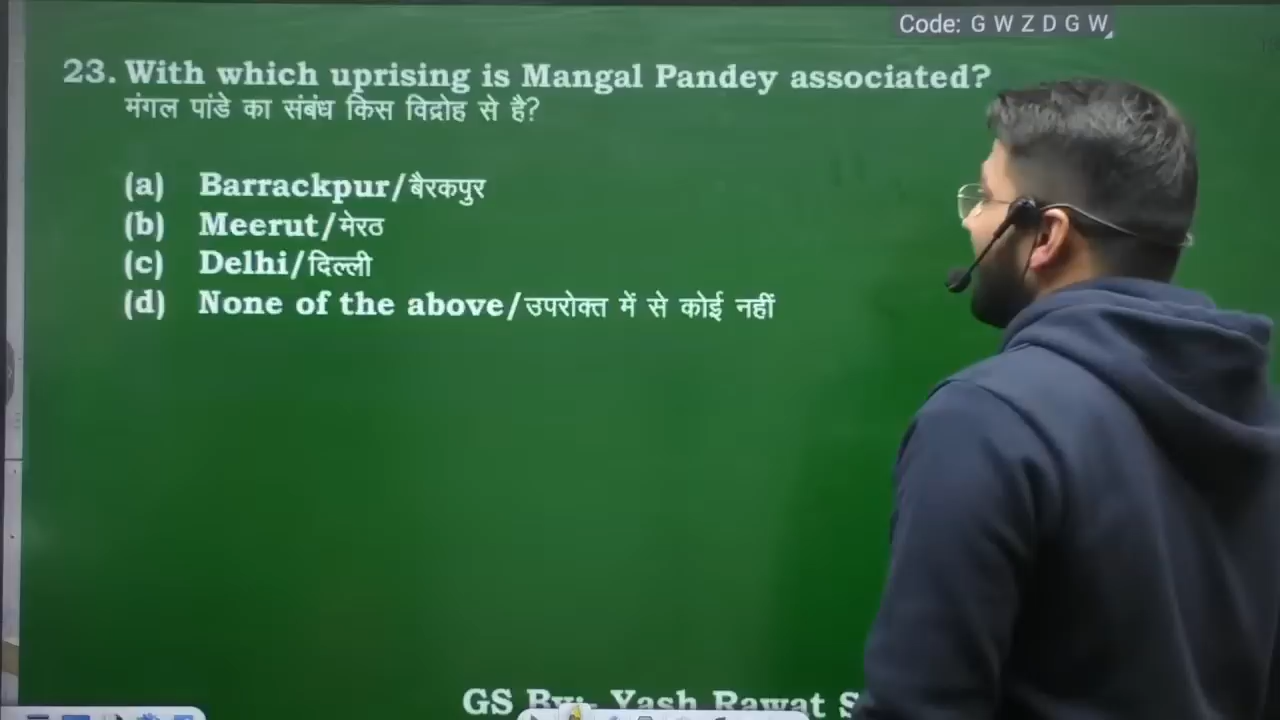 Code: G W Z D G W
23. With which uprising is Mangal Pandey associated?
मंगल पांडे का संबंध किस विद्रोह से है?
(a) Barrackpur/बैरकपुर
(b) Meerut/मेरठ
(c) Delhi/दिल्ली
(d) None of the above/उपरोक्त में से कोई नहीं
GS By:- Yash Rawat S